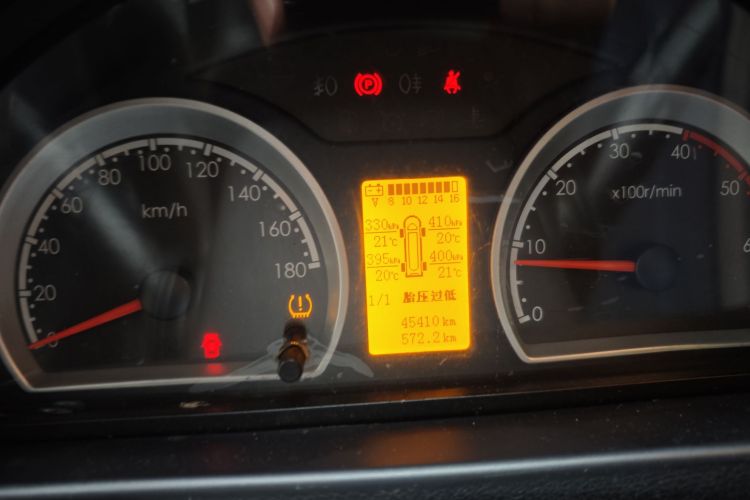 P
0
20
40
60
80
100
120
140
160
180
km/h
V 8 10 12 14 16
330kPa 410kPa
21℃ 20℃
395kPa 400kPa
20℃ 21℃
1/1 胎压过低
45410 km
572.2 km
0
10
20
30
40
50
6
x100r/min